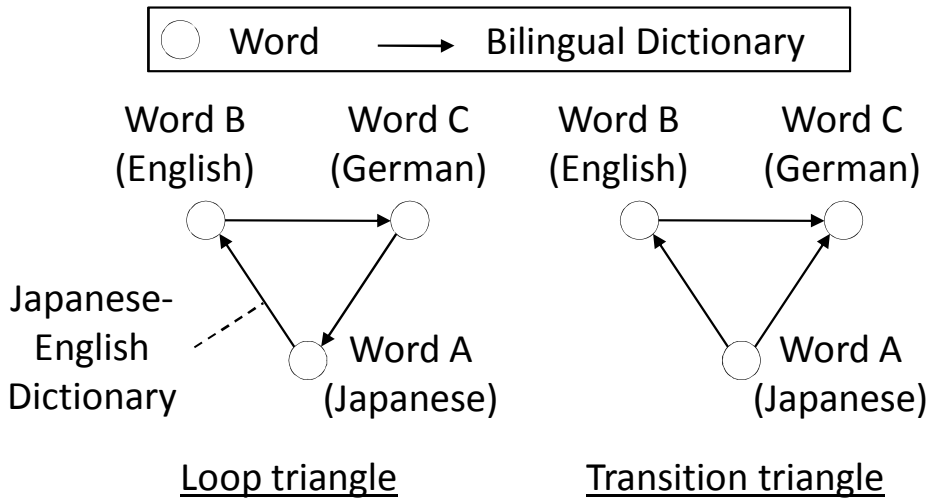 Word Bilingual Dictionary
Word B
(English)
Word C
(German)
Japanese-
English
Dictionary
Word A
(Japanese)
Loop triangle
Word B
(English)
Word C
(German)
Word A
(Japanese)
Transition triangle